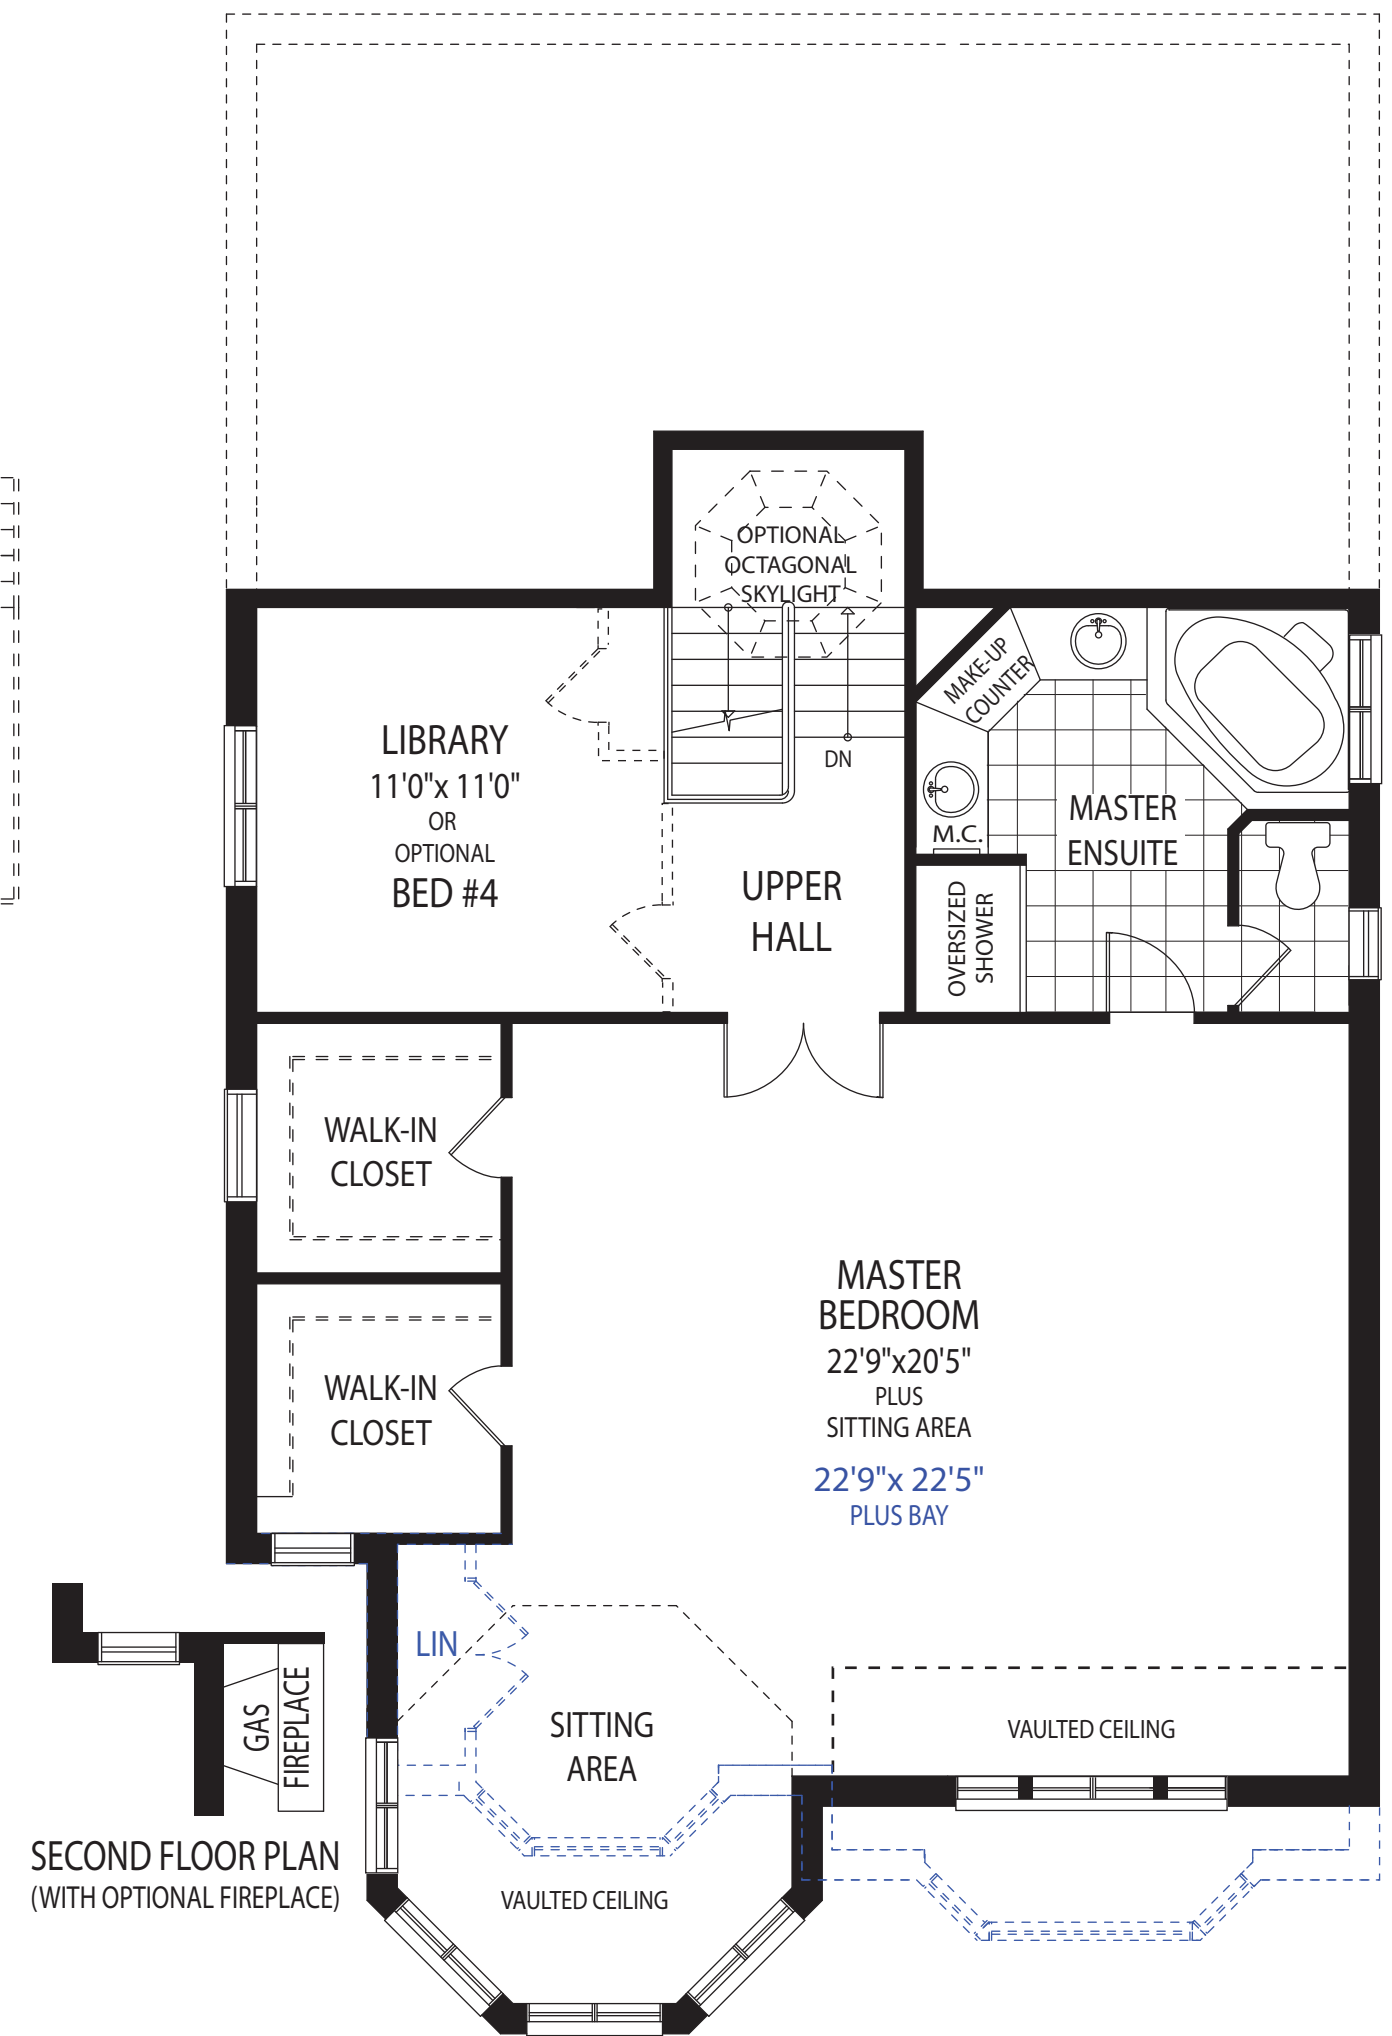 OPTIONAL
OCTAGONAL
SKYLIGHT
DN
LIBRARY
11'0"x 11'0"
OR
OPTIONAL
BED #4
UPPER
HALL
MAKE-UP
COUNTER
M.C.
MASTER
ENSUITE
OVERSIZED
SHOWER
WALK-IN
CLOSET
WALK-IN
CLOSET
MASTER
BEDROOM
22'9"x20'5"
PLUS
SITTING AREA
22'9"x 22'5"
PLUS BAY
LIN
SITTING
AREA
VAULTED CEILING
VAULTED CEILING
GAS
FIREPLACE
SECOND FLOOR PLAN
(WITH OPTIONAL FIREPLACE)